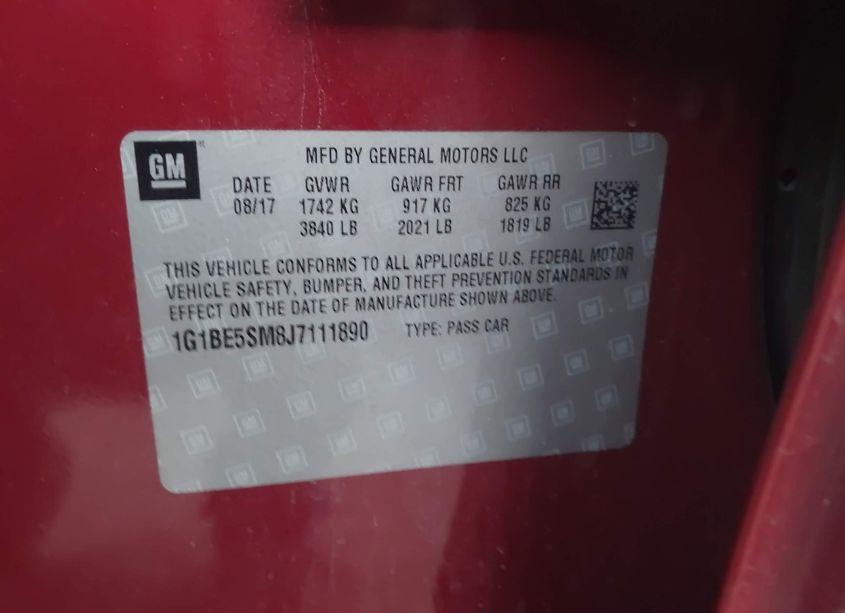 GM
MFD BY GENERAL MOTORS LLC
DATE GVWR GAWR FRT GAWR RR
08/17 1742 KG 917 KG 825 KG
3840 LB 2021 LB 1819 LB
THIS VEHICLE CONFORMS TO ALL APPLICABLE U.S. FEDERAL MOTOR
VEHICLE SAFETY, BUMPER, AND THEFT PREVENTION STANDARDS IN
EFFECT ON THE DATE OF MANUFACTURE SHOWN ABOVE.
1G1BE5SM8J7111890 TYPE: PASS CAR